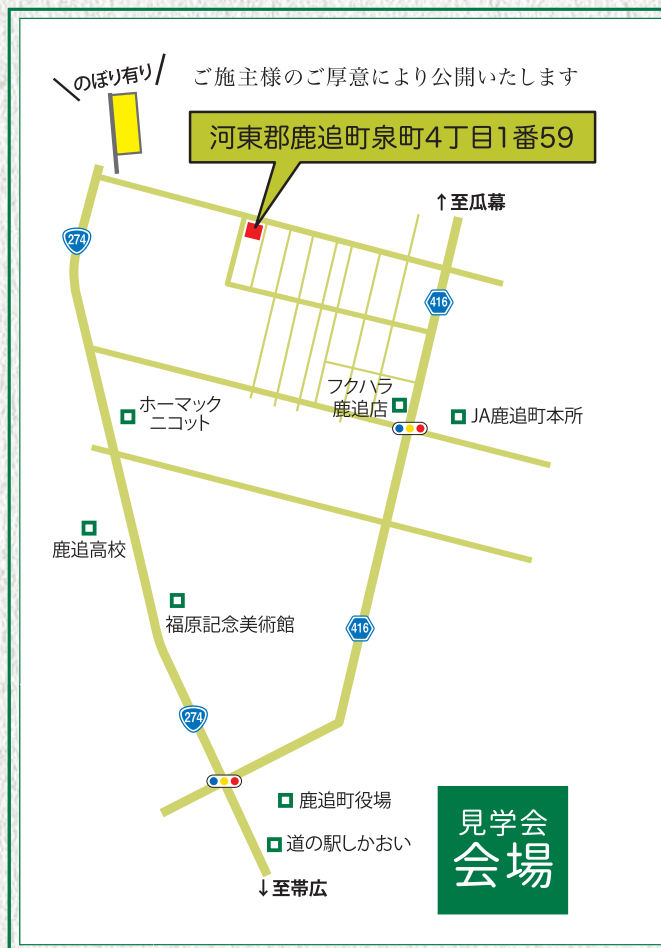 のぼり有り
ご施主様のご厚意により公開いたします
河東郡鹿追町泉町4丁目1番59
↑至瓜幕
274
416
フクハラ
鹿追店
ホーマック
ニコット
JA鹿追町本所
鹿追高校
福原記念美術館
416
274
鹿追町役場
道の駅しかおい
↓至帯広
見学会
会場